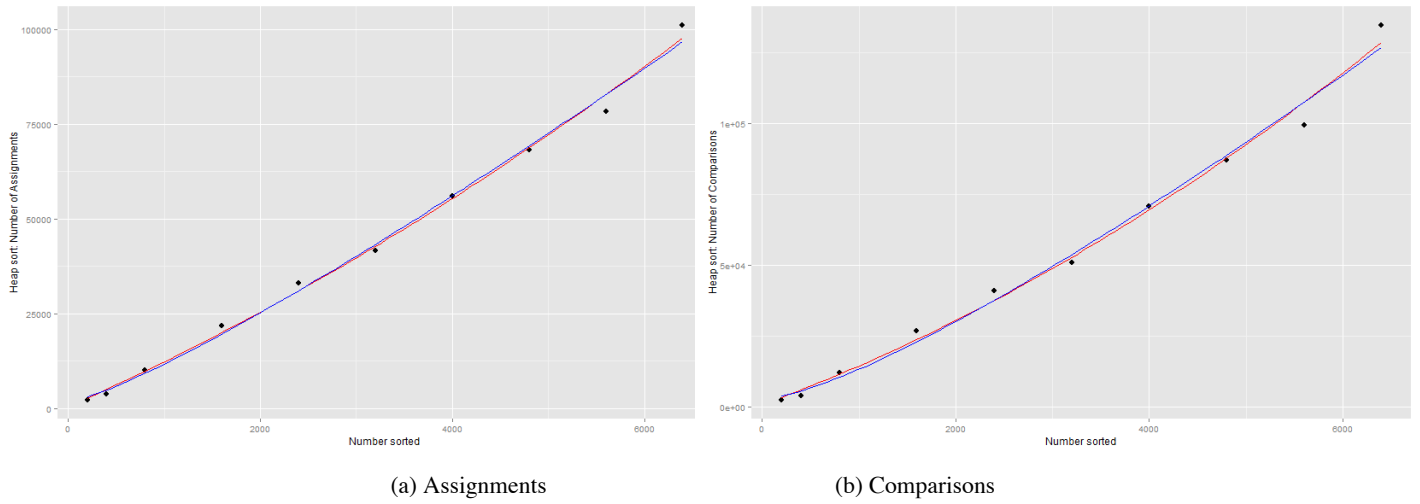 100000
75000
50000
25000
0
Heap sort: Number of Assignments
0
2000
4000
6000
Number sorted
(a) Assignments
1e+05
5e+04
0e+00
Heap sort: Number of Comparisons
0
2000
4000
6000
Number sorted
(b) Comparisons